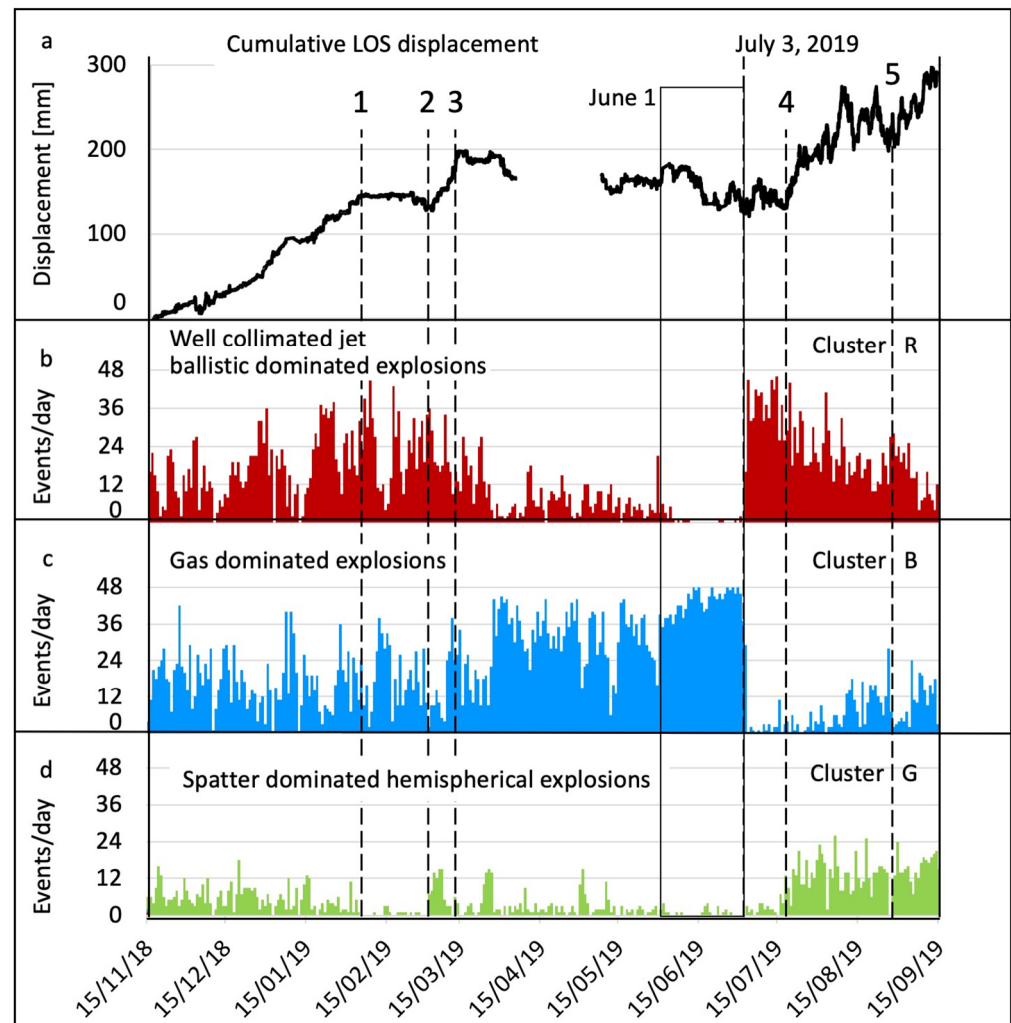 a
Cumulative LOS displacement
July 3, 2019
300
200
100
0
Displacement [mm]
1
2
3
June 1
4
5
b
Well collimated jet
ballistic dominated explosions
Cluster R
48
36
24
12
0
Events/day
c
Gas dominated explosions
Cluster B
48
36
24
12
0
Events/day
d
Spatter dominated hemispherical explosions
Cluster G
48
36
24
12
0
Events/day
15/11/18
15/12/18
15/01/19
15/02/19
15/03/19
15/04/19
15/05/19
15/06/19
15/07/19
15/08/19
15/09/19